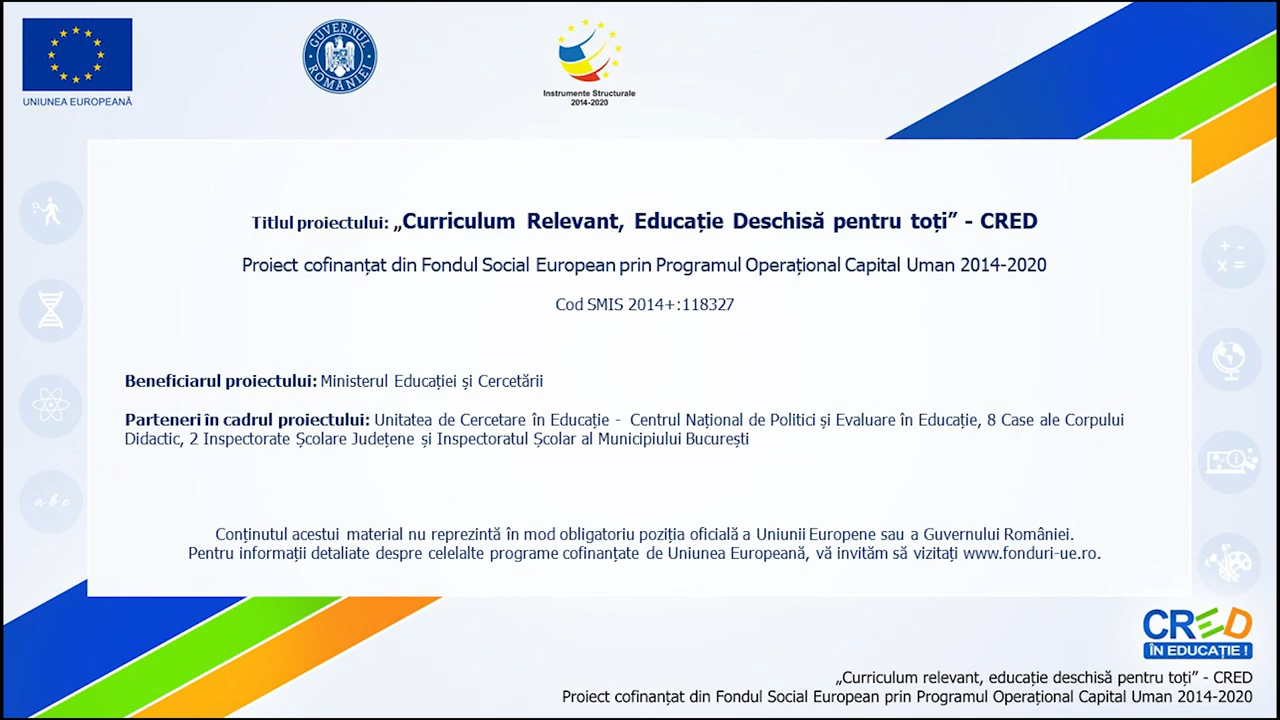 UNIUNEA EUROPEANĂ
GUVERNUL ROMÂNIEI
Instrumente Structurale
2014-2020
Titlul proiectului: „Curriculum Relevant, Educație Deschisă pentru toți” - CRED
Proiect cofinanțat din Fondul Social European prin Programul Operațional Capital Uman 2014-2020
Cod SMIS 2014+:118327
Beneficiarul proiectului: Ministerul Educației și Cercetării
Parteneri în cadrul proiectului: Unitatea de Cercetare în Educație - Centrul Național de Politici și Evaluare în Educație, 8 Case ale Corpului
Didactic, 2 Inspectorate Școlare Județene și Inspectoratul Școlar al Municipiului București
Conținutul acestui material nu reprezintă în mod obligatoriu poziția oficială a Uniunii Europene sau a Guvernului României.
Pentru informații detaliate despre celelalte programe cofinanțate de Uniunea Europeană, vă invităm să vizitați www.fonduri-ue.ro.
a b c
+ -
x =
CRED
ÎN EDUCAȚIE !
„Curriculum relevant, educație deschisă pentru toți” - CRED
Proiect cofinanțat din Fondul Social European prin Programul Operațional Capital Uman 2014-2020